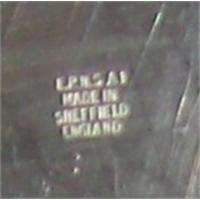 E.P.N.S. A1
MADE IN
SHEFFIELD
ENGLAND